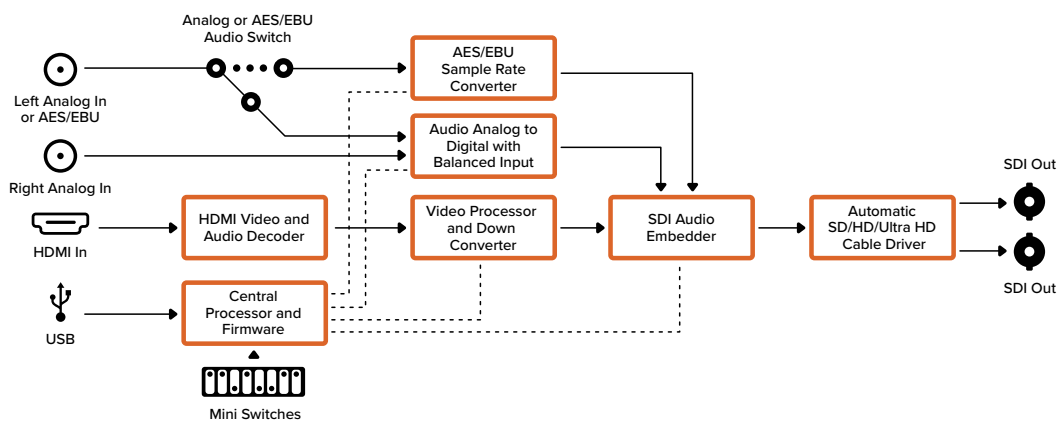 Analog or AES/EBU
Audio Switch
Left Analog In
or AES/EBU
AES/EBU
Sample Rate
Converter
Right Analog In
Audio Analog to
Digital with
Balanced Input
HDMI In
HDMI Video and
Audio Decoder
Video Processor
and Down
Converter
SDI Audio
Embedder
Automatic
SD/HD/Ultra HD
Cable Driver
SDI Out
SDI Out
USB
Central
Processor and
Firmware
Mini Switches